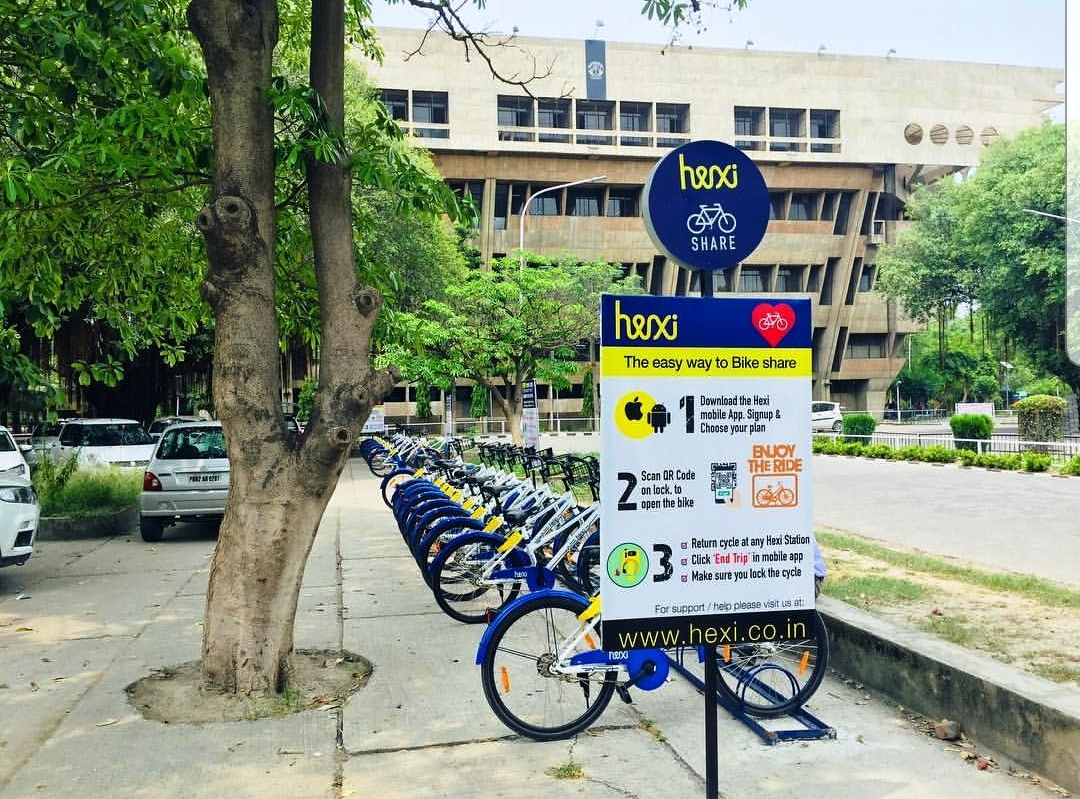 hexi
SHARE
hexi
The easy way to Bike share
1
Download the Hexi
mobile App. Signup &
Choose your plan
2
Scan QR Code
on lock, to
open the bike
ENJOY
THE RIDE
3
Return cycle at any Hexi Station
Click 'End Trip' in mobile app
Make sure you lock the cycle
For support / help please visit us at:
www.hexi.co.in
hexi
hexi